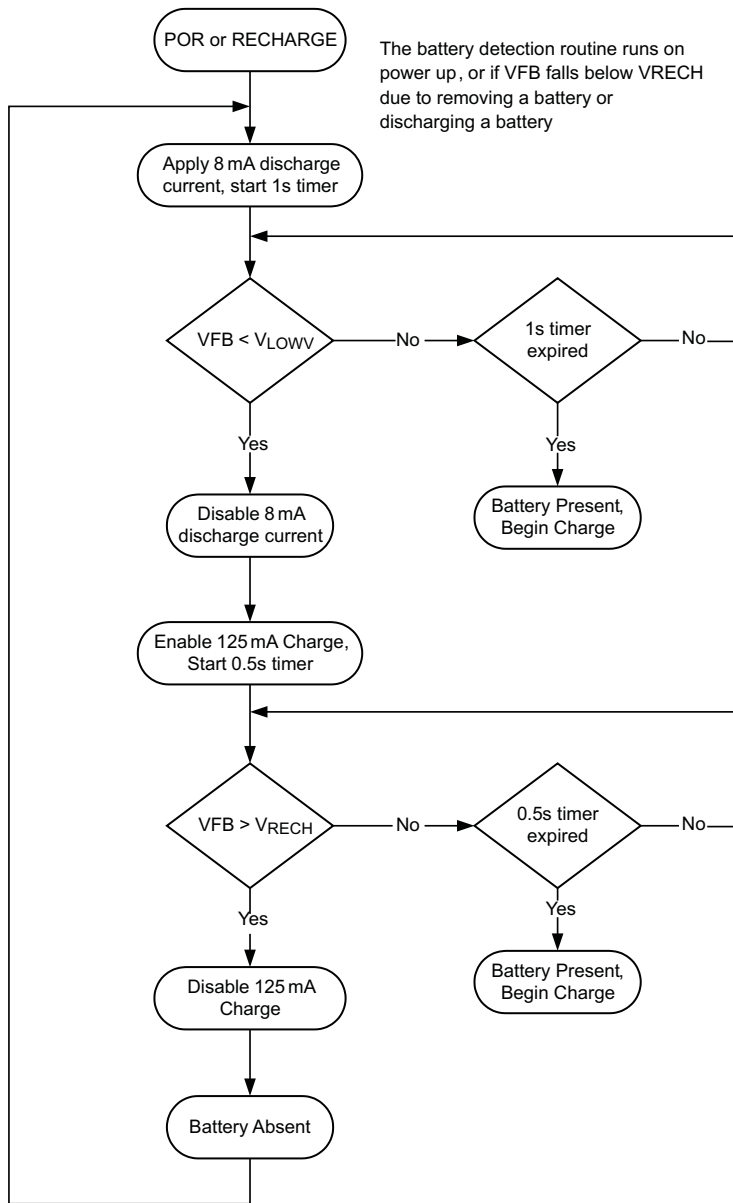 POR or RECHARGE
The battery detection routine runs on
power up, or if VFB falls below VRECH
due to removing a battery or
discharging a battery
Apply 8 mA discharge
current, start 1s timer
VFB < VLOWV
No
1s timer
expired
No
Yes
Yes
Disable 8 mA
discharge current
Battery Present,
Begin Charge
Enable 125 mA Charge,
Start 0.5s timer
VFB > VRECH
No
0.5s timer
expired
No
Yes
Yes
Disable 125 mA
Charge
Battery Present,
Begin Charge
Battery Absent